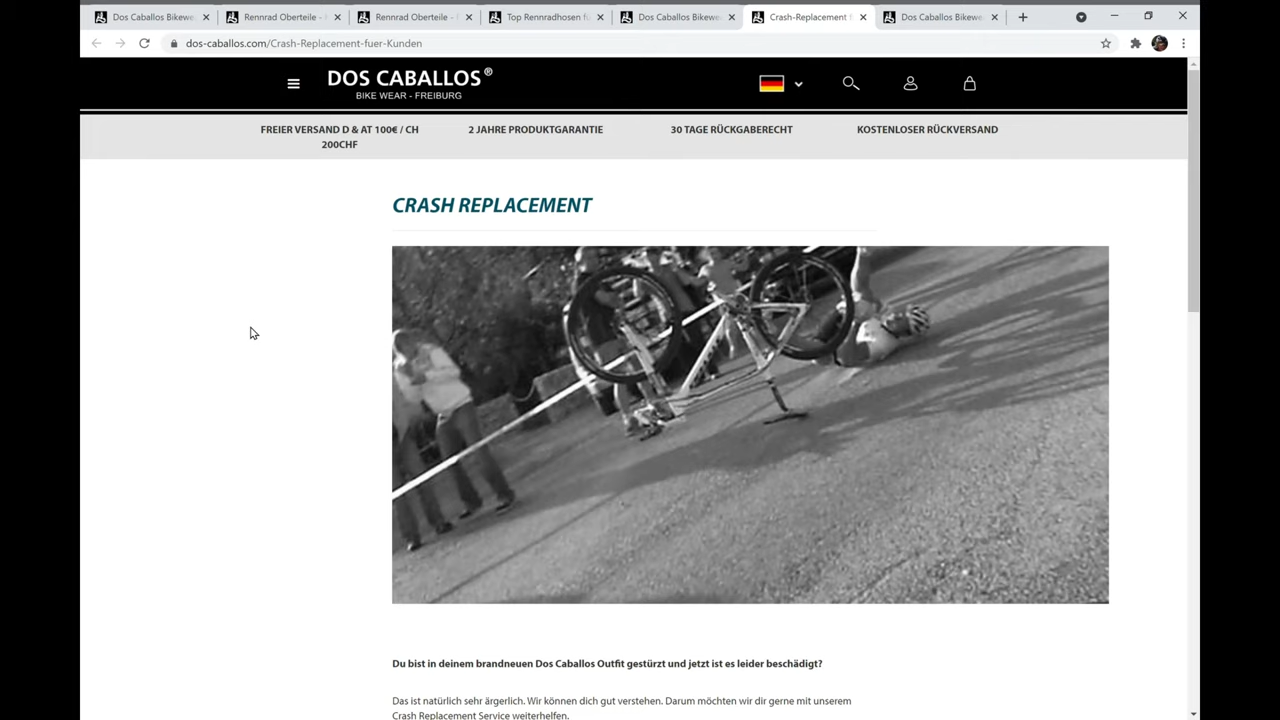 Dos Caballos Bikewe
Rennrad Oberteile -
Rennrad Oberteile -
Top Rennradhosen fü
Dos Caballos Bikewe
Crash-Replacement f
Dos Caballos Bikewe
dos-caballos.com/Crash-Replacement-fuer-Kunden
DOS CABALLOS®
BIKE WEAR - FREIBURG
FREIER VERSAND D & AT 100€ / CH
200CHF
2 JAHRE PRODUKTGARANTIE
30 TAGE RÜCKGABERECHT
KOSTENLOSER RÜCKVERSAND
CRASH REPLACEMENT
Du bist in deinem brandneuen Dos Caballos Outfit gestürzt und jetzt ist es leider beschädigt?
Das ist natürlich sehr ärgerlich. Wir können dich gut verstehen. Darum möchten wir dir gerne mit unserem
Crash Replacement Service weiterhelfen.